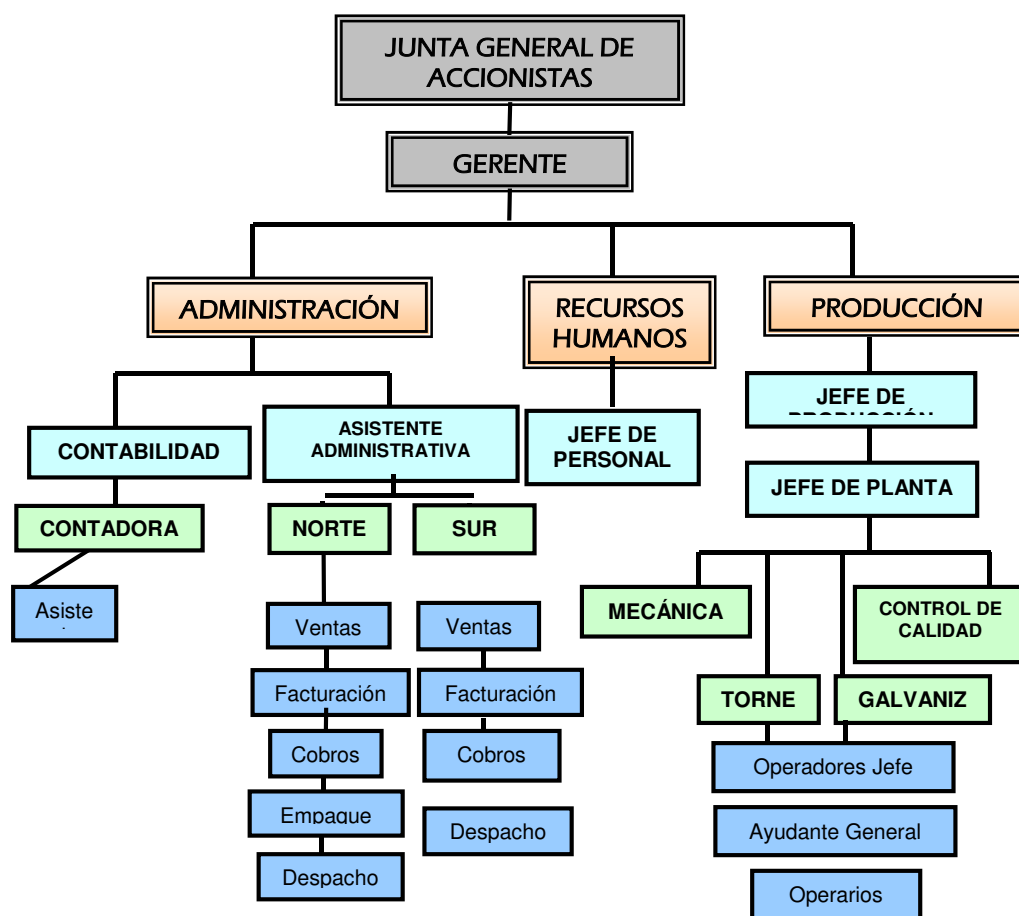 JUNTA GENERAL DE
ACCIONISTAS
GERENTE
ADMINISTRACIÓN
RECURSOS
HUMANOS
PRODUCCIÓN
JEFE DE
PRODUCCIÓN
CONTABILIDAD
ASISTENTE
ADMINISTRATIVA
JEFE DE
PERSONAL
JEFE DE PLANTA
CONTADORA
NORTE
SUR
Asiste
MECÁNICA
CONTROL DE
CALIDAD
Ventas
Ventas
Facturación
Facturación
TORNE
GALVANIZ
Cobros
Cobros
Operadores Jefe
Empaque
Despacho
Ayudante General
Despacho
Operarios